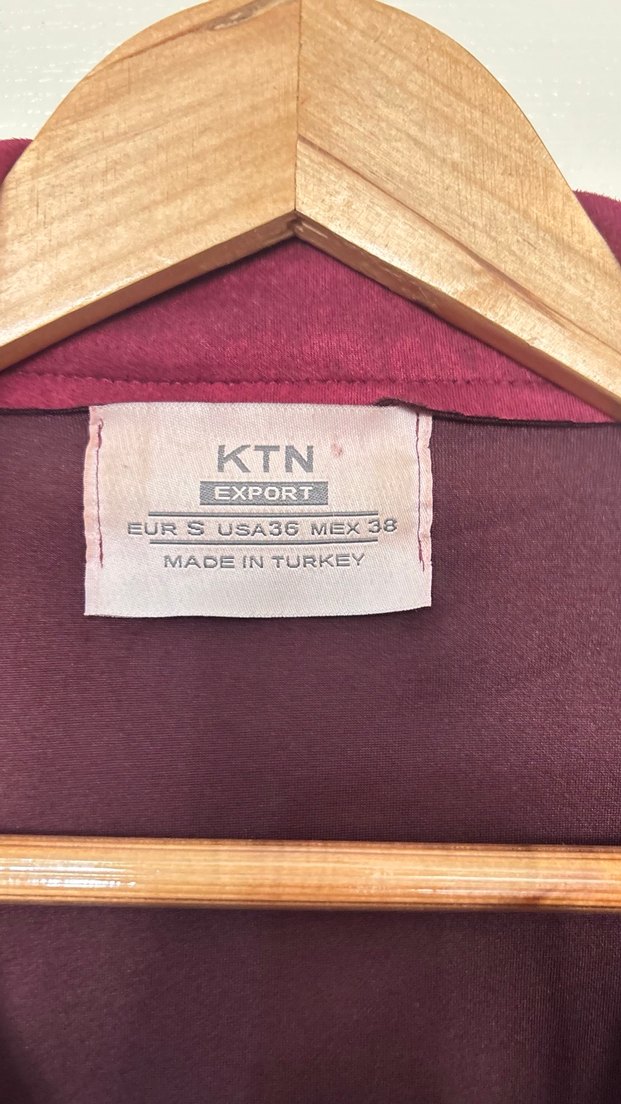 KTN
EXPORT
EUR S USA36 MEX 38
MADE IN TURKEY